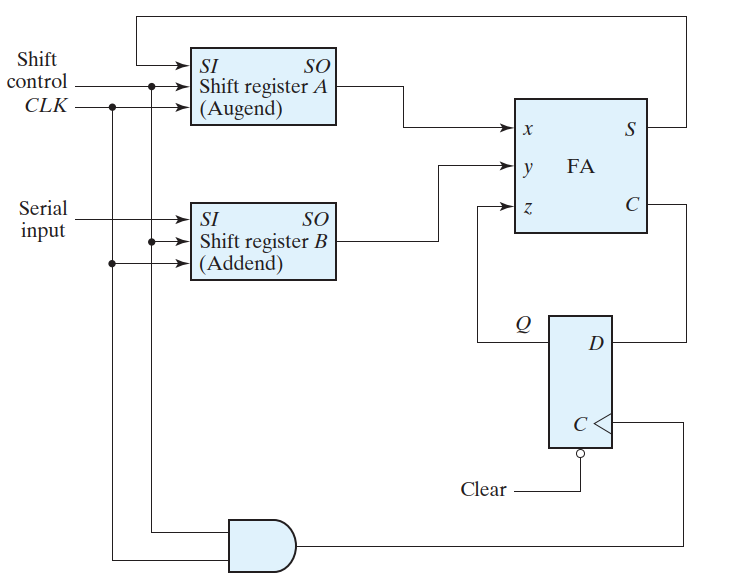 Shift
control
CLK
SI SO
Shift register A
(Augend)
Serial
input
SI SO
Shift register B
(Addend)
x S
y FA
z C
Q
D
C
Clear